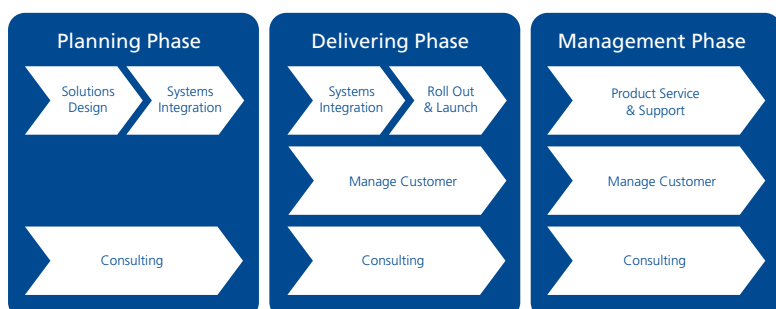 Planning Phase
Solutions
Design
Systems
Integration
Consulting
Delivering Phase
Systems
Integration
Roll Out
& Launch
Manage Customer
Consulting
Management Phase
Product Service
& Support
Manage Customer
Consulting